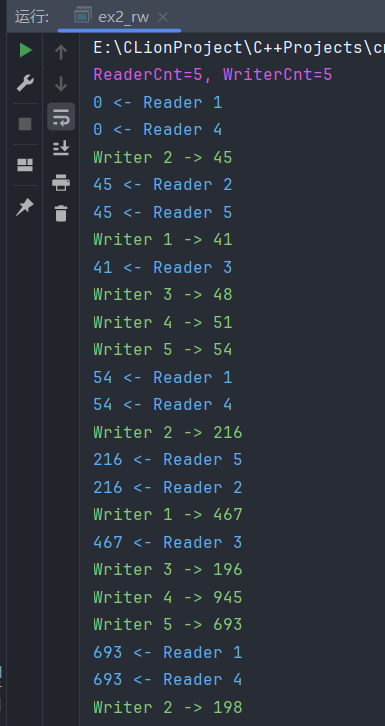 运行: ex2_rw
E:\CLionProject\C++Projects\c
ReaderCnt=5, WriterCnt=5
0 <- Reader 1
0 <- Reader 4
Writer 2 -> 45
45 <- Reader 2
45 <- Reader 5
Writer 1 -> 41
41 <- Reader 3
Writer 3 -> 48
Writer 4 -> 51
Writer 5 -> 54
54 <- Reader 1
54 <- Reader 4
Writer 2 -> 216
216 <- Reader 5
216 <- Reader 2
Writer 1 -> 467
467 <- Reader 3
Writer 3 -> 196
Writer 4 -> 945
Writer 5 -> 693
693 <- Reader 1
693 <- Reader 4
Writer 2 -> 198